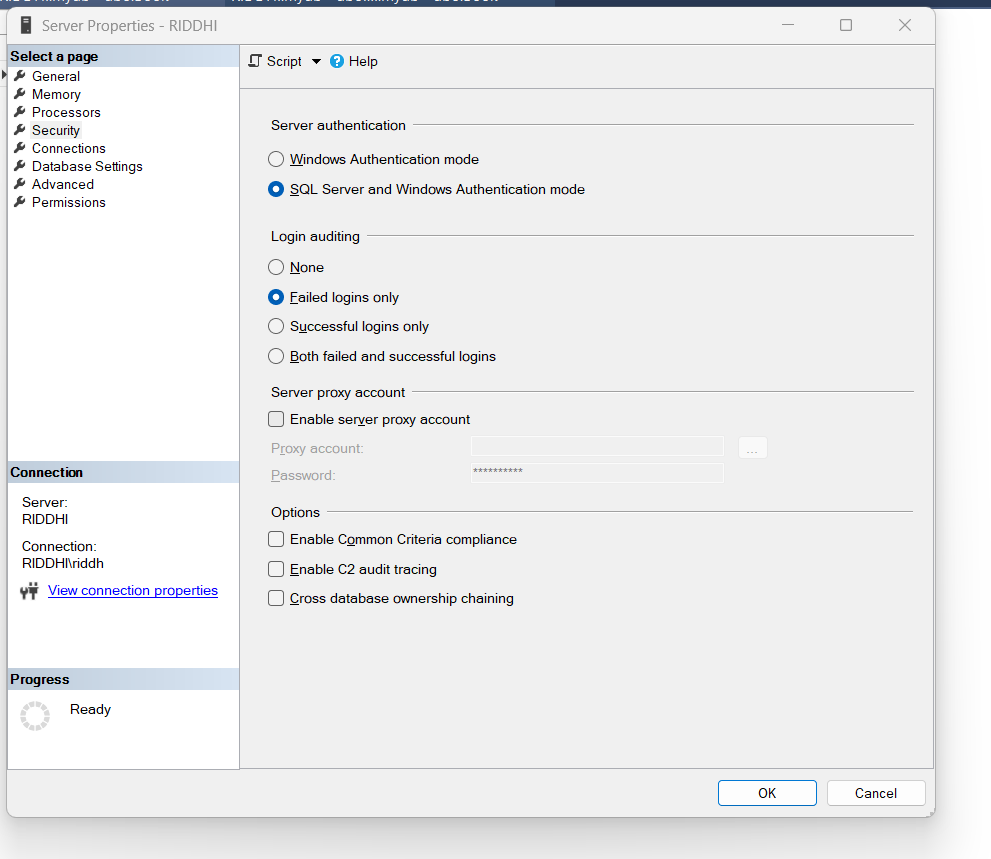 Server Properties - RIDDHI
Select a page
General
Memory
Processors
Security
Connections
Database Settings
Advanced
Permissions
Script
Help
Server authentication
Windows Authentication mode
SQL Server and Windows Authentication mode
Login auditing
None
Failed logins only
Successful logins only
Both failed and successful logins
Server proxy account
Enable server proxy account
Proxy account:
...
Password:
**********
Options
Enable Common Criteria compliance
Enable C2 audit tracing
Cross database ownership chaining
Connection
Server:
RIDDHI
Connection:
RIDDHI\riddh
View connection properties
Progress
Ready
OK
Cancel